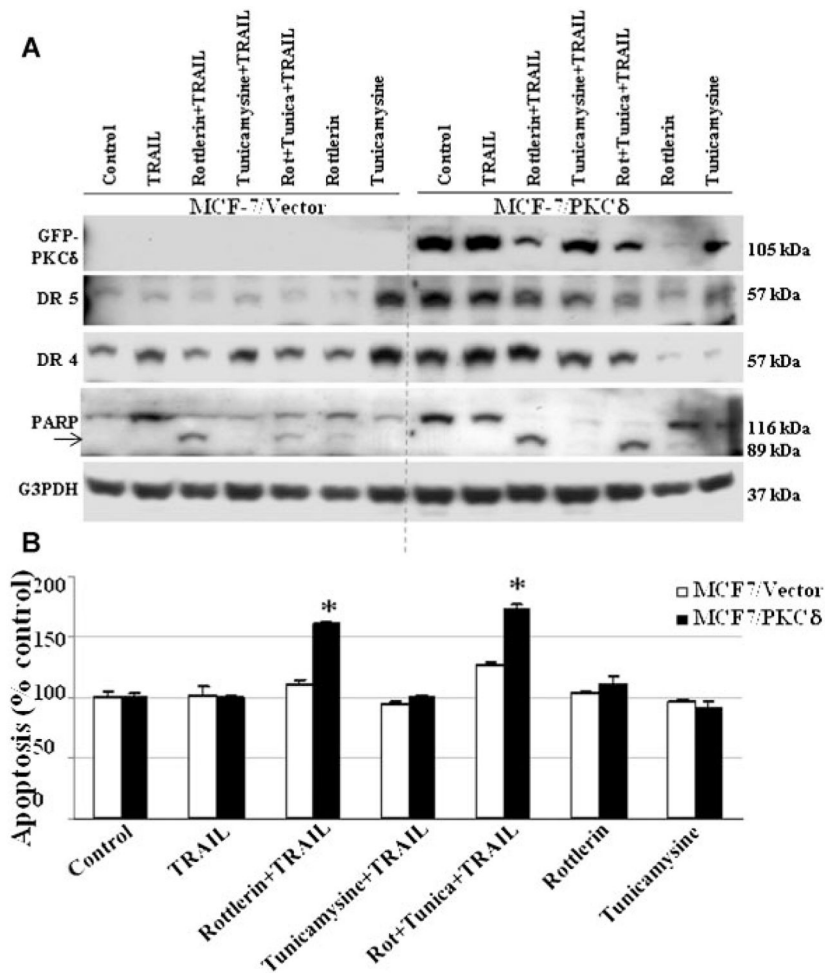 A
Control
TRAIL
Rottlerin+TRAIL
Tunicamysine+TRAIL
Rot+Tunica+TRAIL
Rottlerin
Tunicamysine
Control
TRAIL
Rottlerin+TRAIL
Tunicamysine+TRAIL
Rot+Tunica+TRAIL
Rottlerin
Tunicamysine
MCF-7/Vector
MCF-7/PKCδ
GFP-
PKCδ
105 kDa
DR 5
57 kDa
DR 4
57 kDa
PARP
116 kDa
89 kDa
G3PDH
37 kDa
B
Apoptosis (% control)
200
150
100
50
0
*
*
MCF7/Vector
MCF7/PKCδ
Control
TRAIL
Rottlerin+TRAIL
Tunicamysine+TRAIL
Rot+Tunica+TRAIL
Rottlerin
Tunicamysine